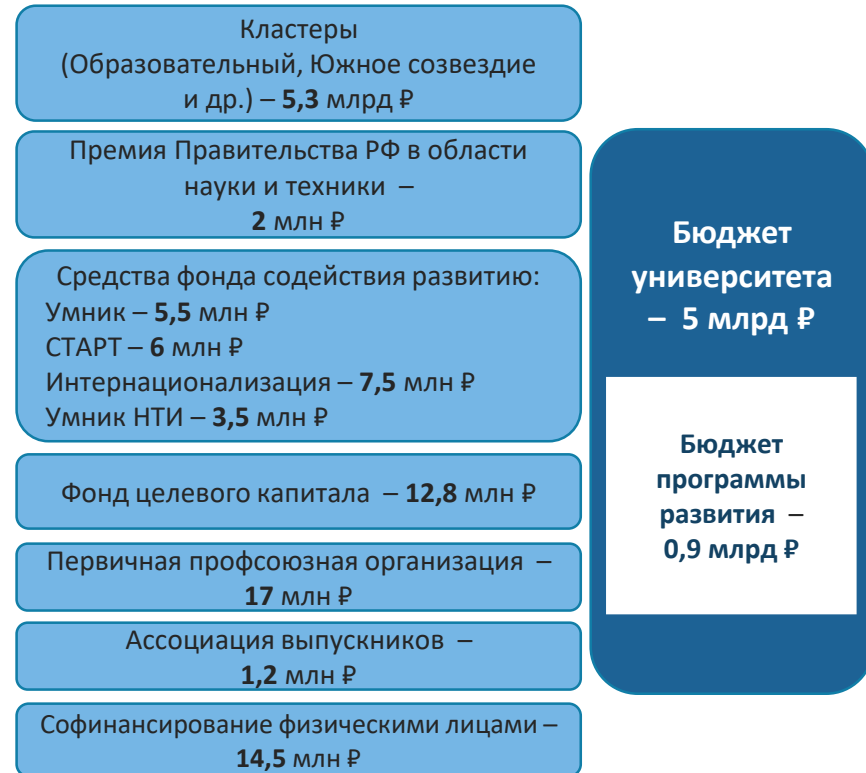 Кластеры
(Образовательный, Южное созвездие
и др.) – 5,3 млрд ₽
Премия Правительства РФ в области
науки и техники –
2 млн ₽
Средства фонда содействия развитию:
Умник – 5,5 млн ₽
СТАРТ – 6 млн ₽
Интернационализация – 7,5 млн ₽
Умник НТИ – 3,5 млн ₽
Фонд целевого капитала – 12,8 млн ₽
Первичная профсоюзная организация –
17 млн ₽
Ассоциация выпускников –
1,2 млн ₽
Софинансирование физическими лицами –
14,5 млн ₽
Бюджет
университета
– 5 млрд ₽
Бюджет
программы
развития –
0,9 млрд ₽